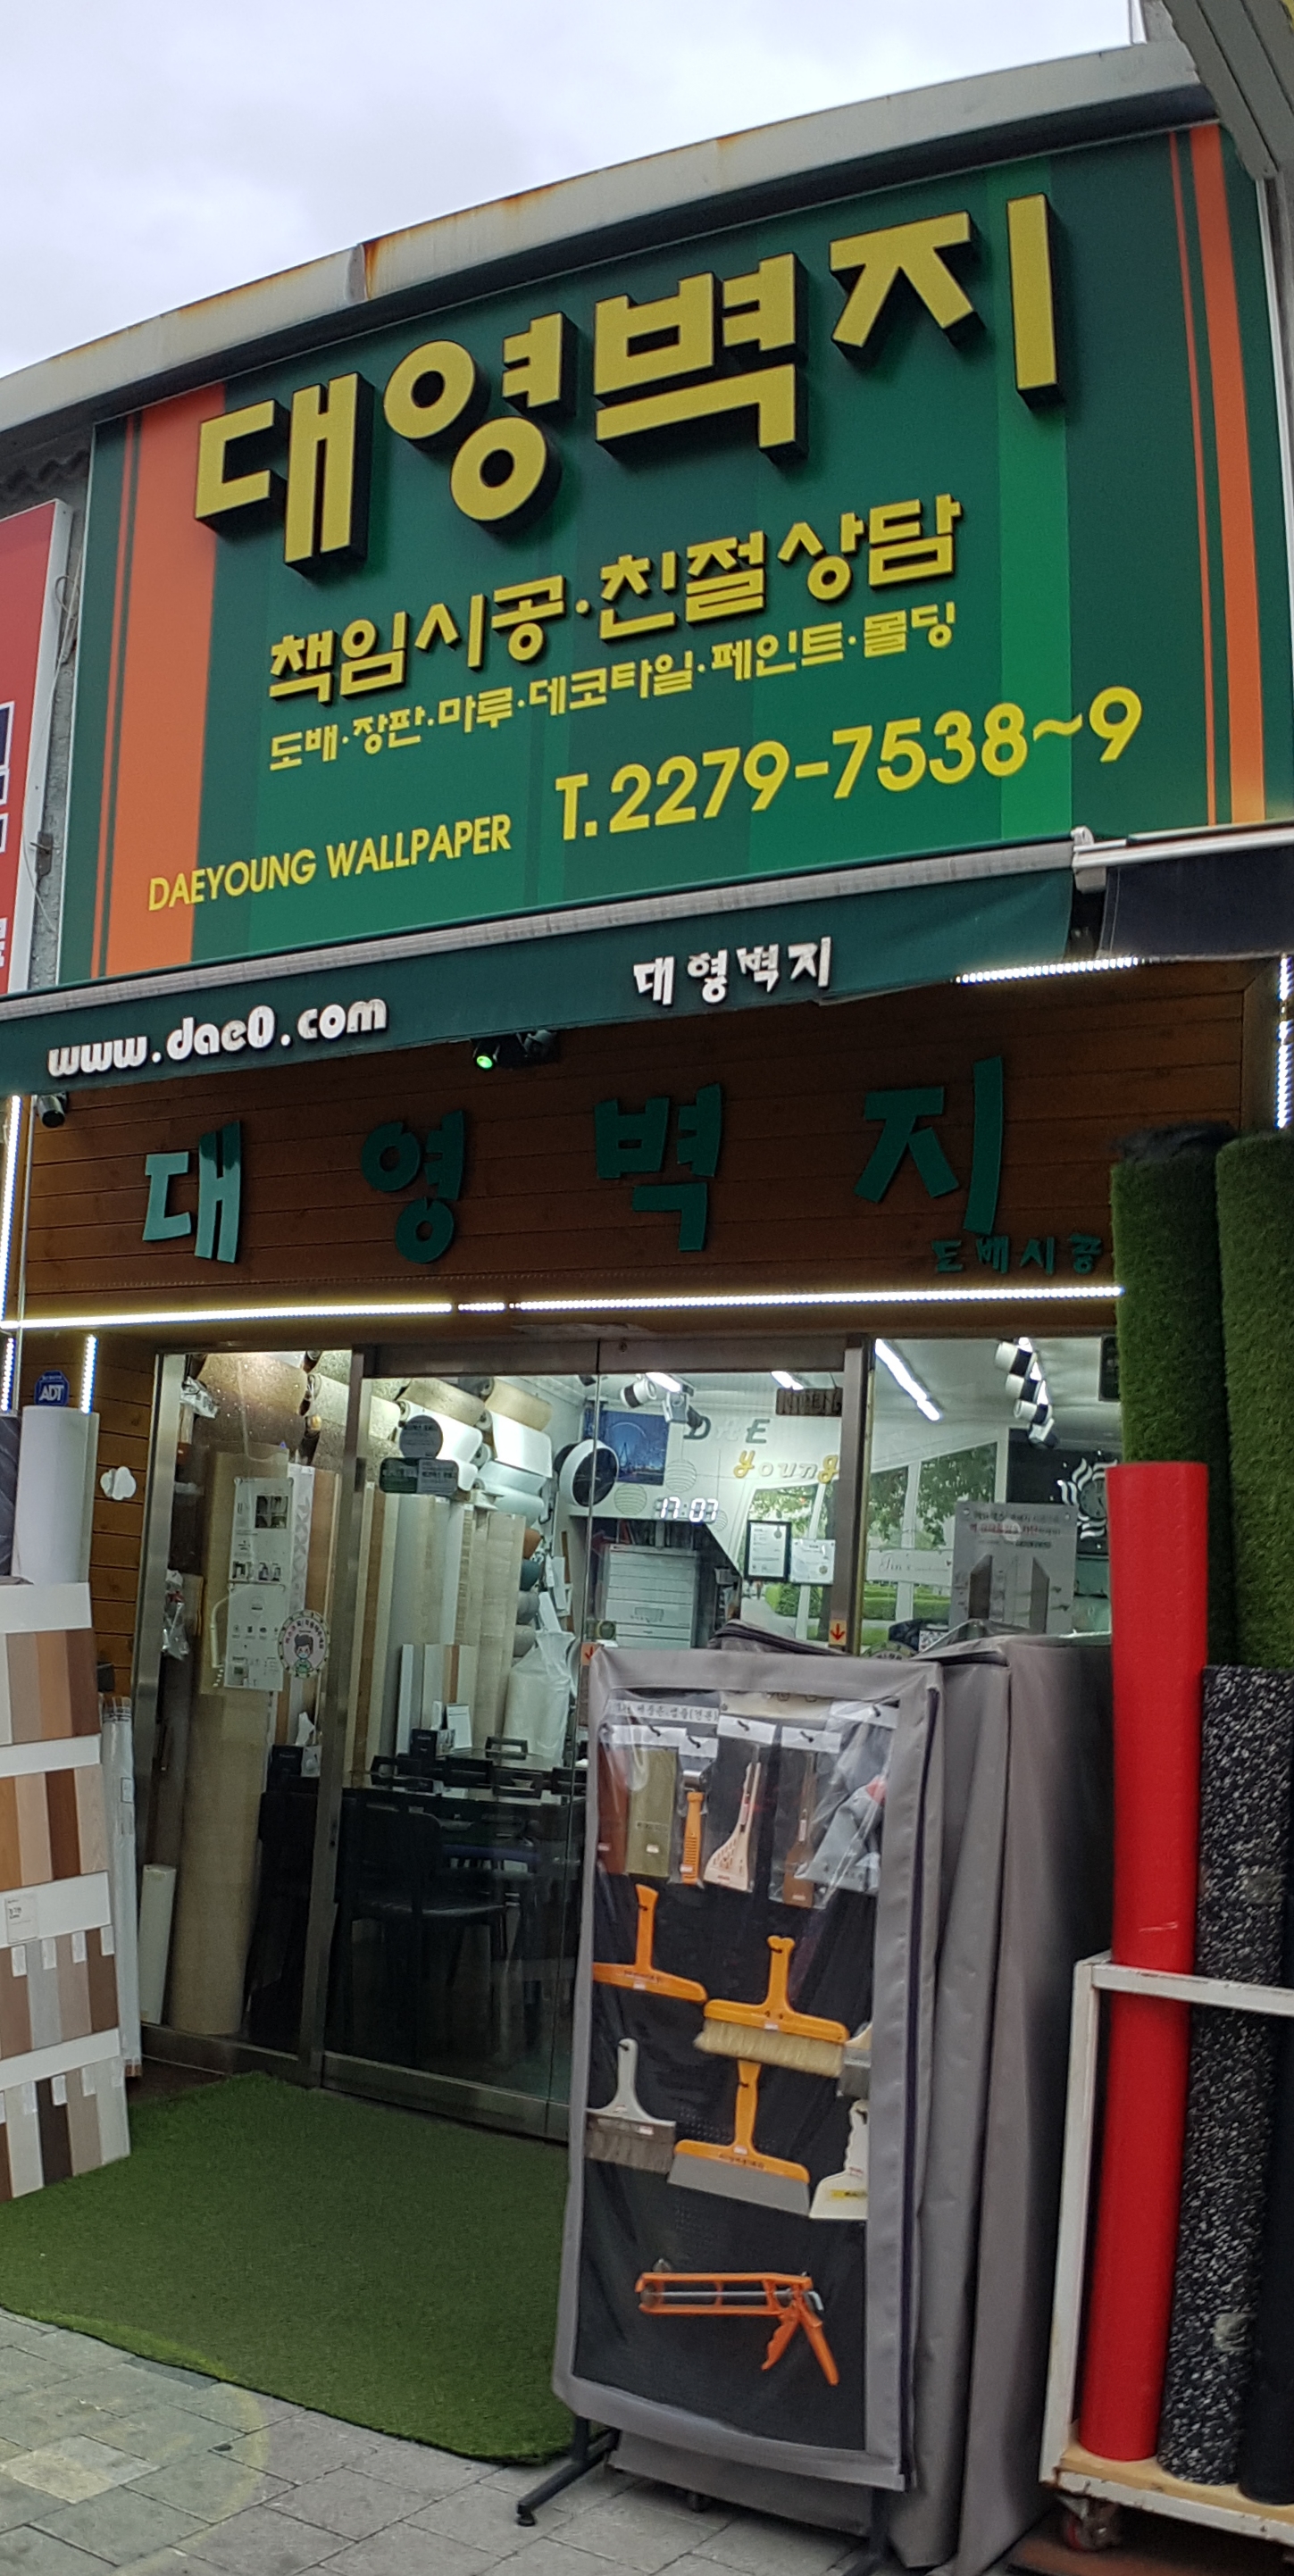 대영벽지
책임시공·친절상담
도배·장판·마루·데코타일·페인트·몰딩
DAEYOUNG WALLPAPER T.2279-7538~9
www.dae0.com 대영벽지
대영벽지
도배시공
ADT
DAE
young
17:07